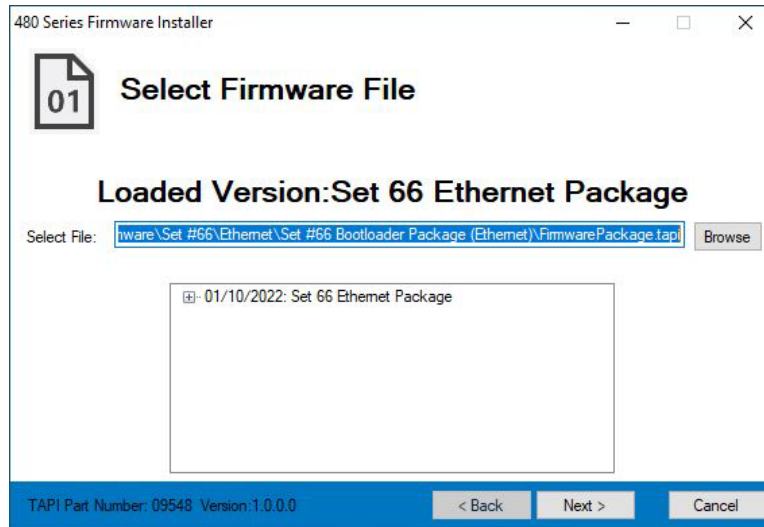 480 Series Firmware Installer
01
Select Firmware File
Loaded Version:Set 66 Ethernet Package
Select File: nware\Set #66\Ethernet\Set #66 Bootloader Package (Ethernet)\FirmwarePackage.tapi Browse
01/10/2022: Set 66 Ethernet Package
TAPI Part Number: 09548 Version:1.0.0.0 < Back Next > Cancel